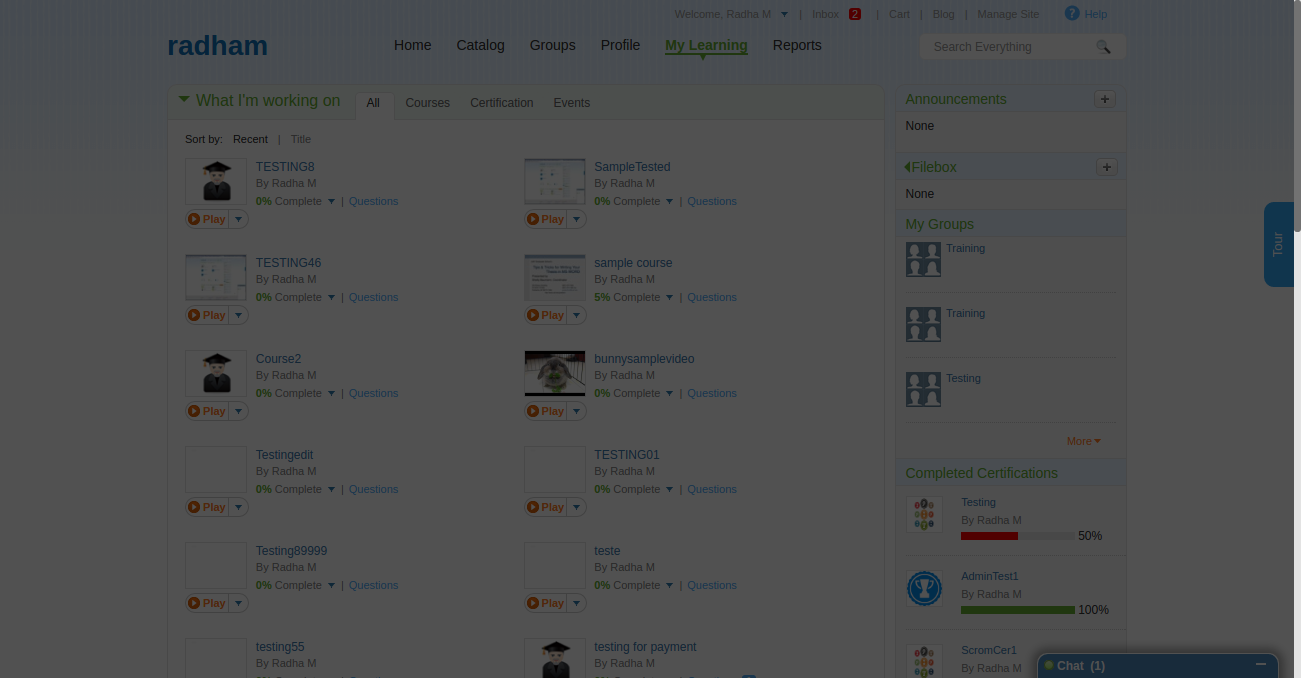 Welcome, Radha M | Inbox 2 | Cart | Blog | Manage Site ? Help
radham
Home Catalog Groups Profile My Learning Reports
Search Everything
What I'm working on All Courses Certification Events
Sort by: Recent | Title
TESTING8
By Radha M
0% Complete | Questions
Play
SampleTested
By Radha M
0% Complete | Questions
Play
TESTING46
By Radha M
0% Complete | Questions
Play
sample course
By Radha M
5% Complete | Questions
Play
Course2
By Radha M
0% Complete | Questions
Play
bunnysamplevideo
By Radha M
0% Complete | Questions
Play
Testingedit
By Radha M
0% Complete | Questions
Play
TESTING01
By Radha M
0% Complete | Questions
Play
Testing89999
By Radha M
0% Complete | Questions
Play
teste
By Radha M
0% Complete | Questions
Play
testing55
By Radha M
testing for payment
By Radha M
Announcements +
None
Filebox +
None
My Groups
Training
Training
Testing
More
Completed Certifications
Testing
By Radha M
50%
AdminTest1
By Radha M
100%
ScromCer1
By Radha M
Tour
Chat (1)